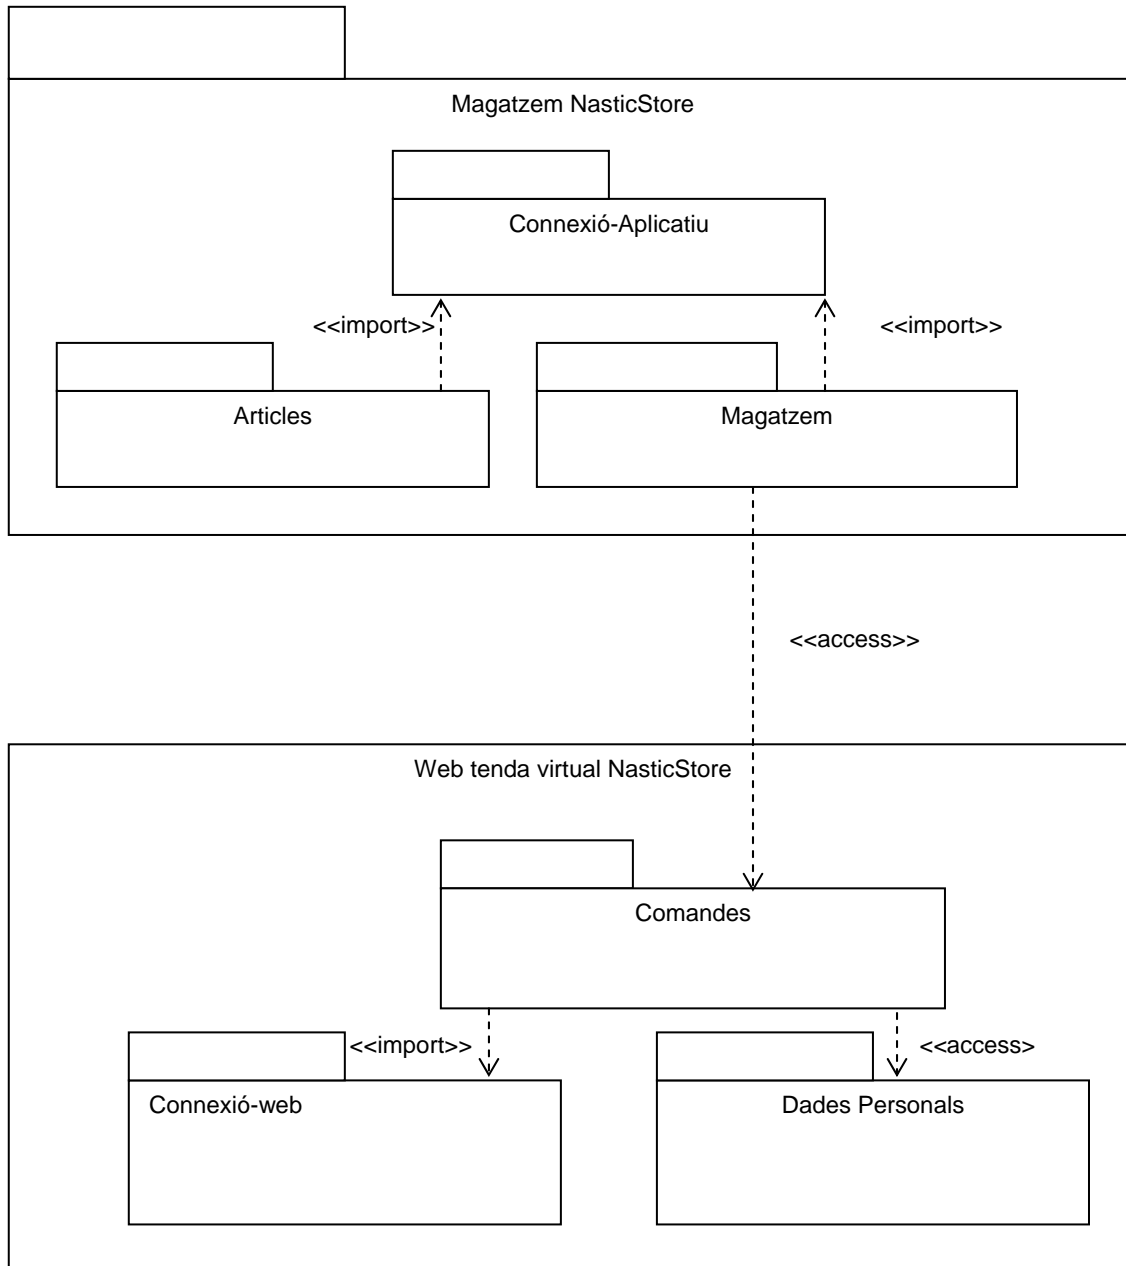 Magatzem NasticStore
Connexió-Aplicatiu
<<import>>
<<import>>
Articles
Magatzem
<<access>>
Web tenda virtual NasticStore
Comandes
<<import>>
<<access>
Connexió-web
Dades Personals